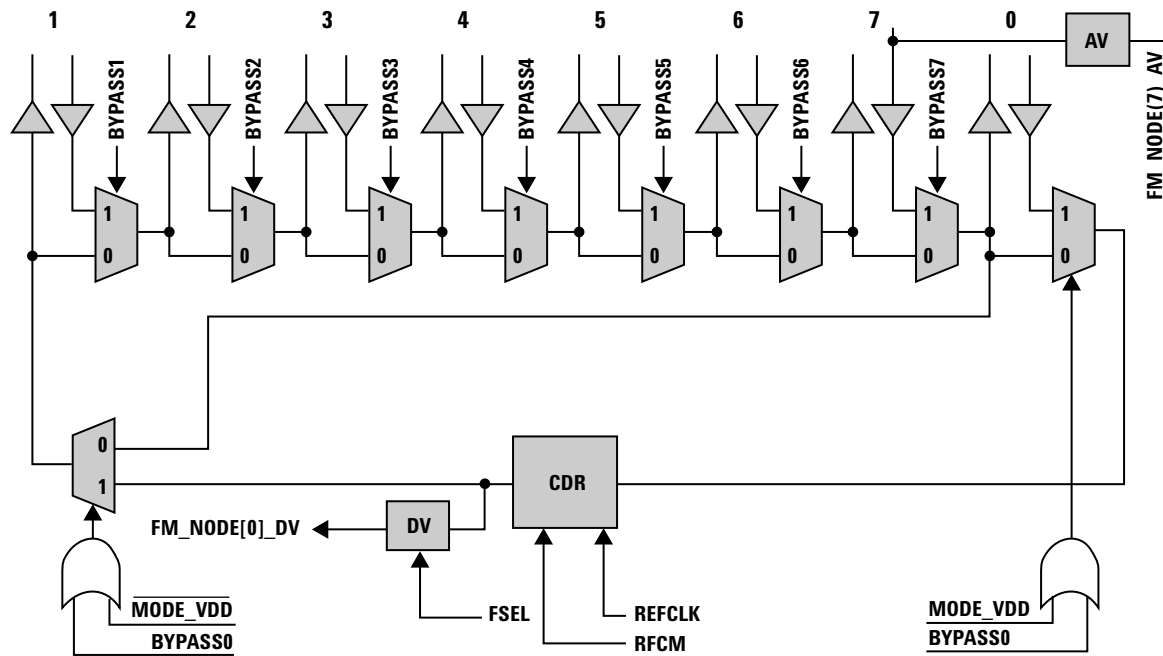 1 2 3 4 5 6 7 0
AV
FM_NODE(7)_AV
BYPASS1 BYPASS2 BYPASS3 BYPASS4 BYPASS5 BYPASS6 BYPASS7
1 1 1 1 1 1 1 1
0 0 0 0 0 0 0 0
0
1
CDR
FM_NODE[0]_DV
DV
MODE_VDD
BYPASS0
FSEL
REFCLK
RFCM
MODE_VDD
BYPASS0